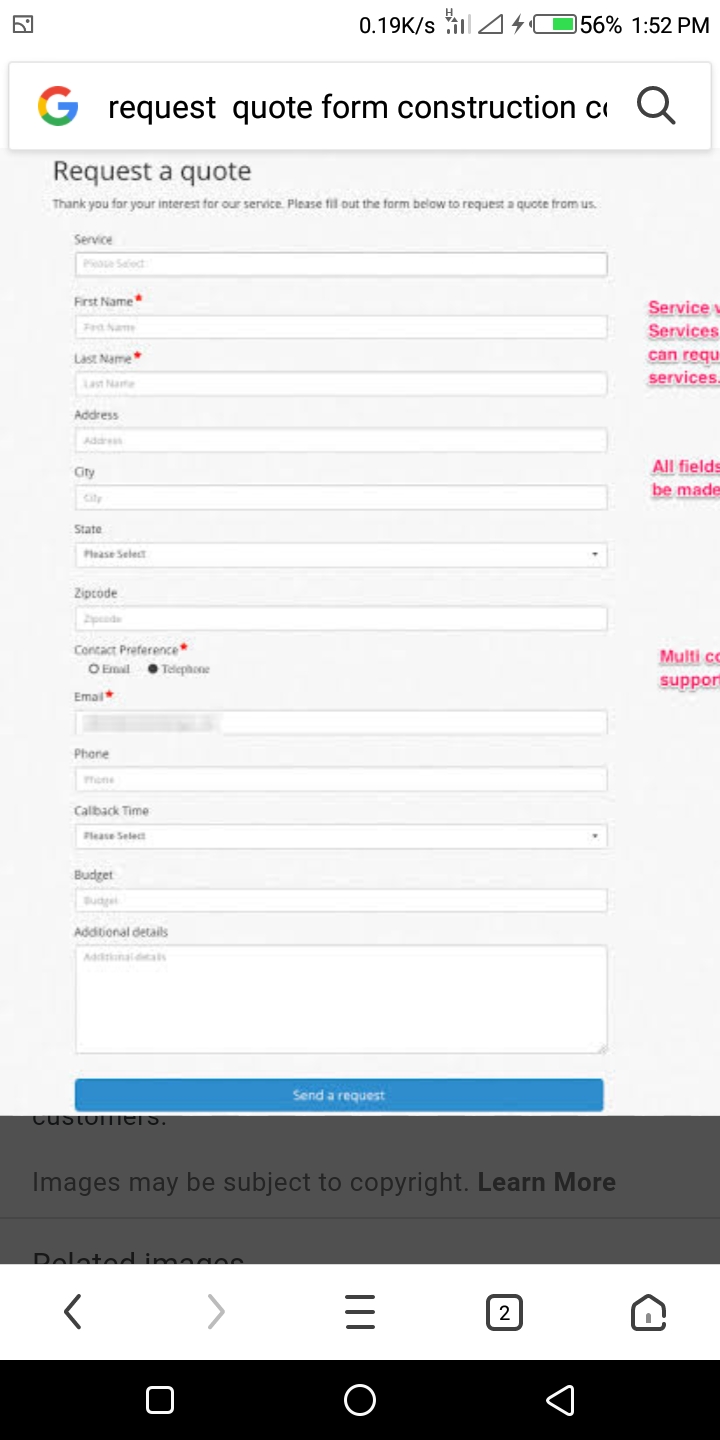 0.19K/s H 56% 1:52 PM
request quote form construction co
Request a quote
Thank you for your interest for our service. Please fill out the form below to request a quote from us.
Service
Please Select
First Name*
First Name
Last Name*
Last Name
Address
Address
City
City
State
Please Select
Zipcode
Zipcode
Contact Preference*
Email Telephone
Email*
Phone
Phone
Callback Time
Please Select
Budget
Budget
Additional details
Additional details
Send a request
Service v
Services
can requ
services.
All fields
be made
Multi co
support
customers.
Images may be subject to copyright. Learn More
Related images
2